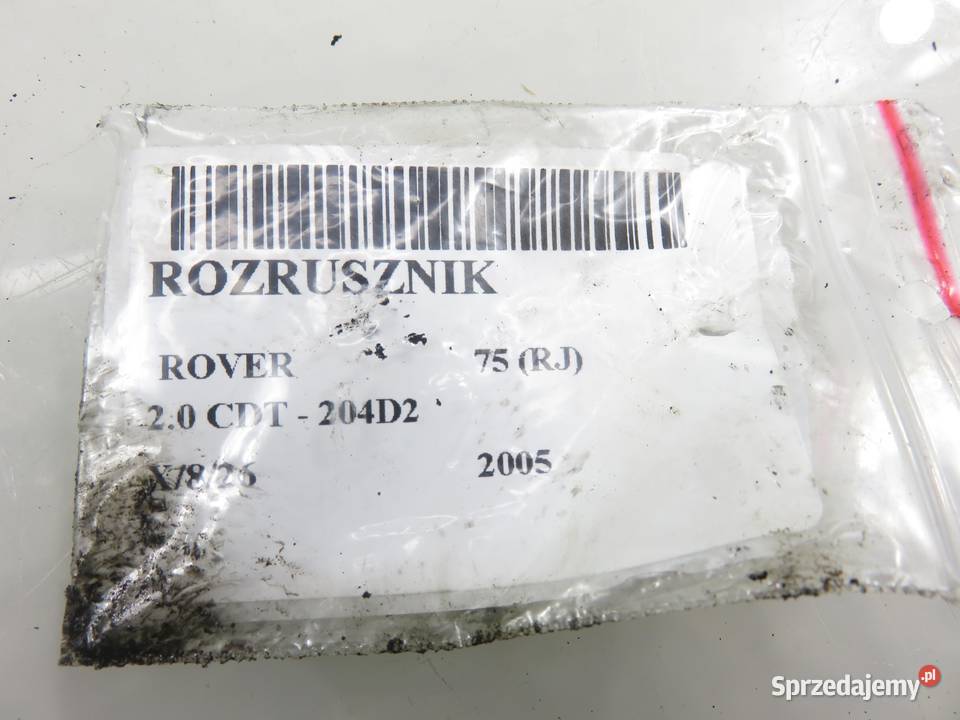 ROZRUSZNIK
ROVER 75 (RJ)
2.0 CDT - 204D2
X/8/26 2005
Sprzedajemy.pl